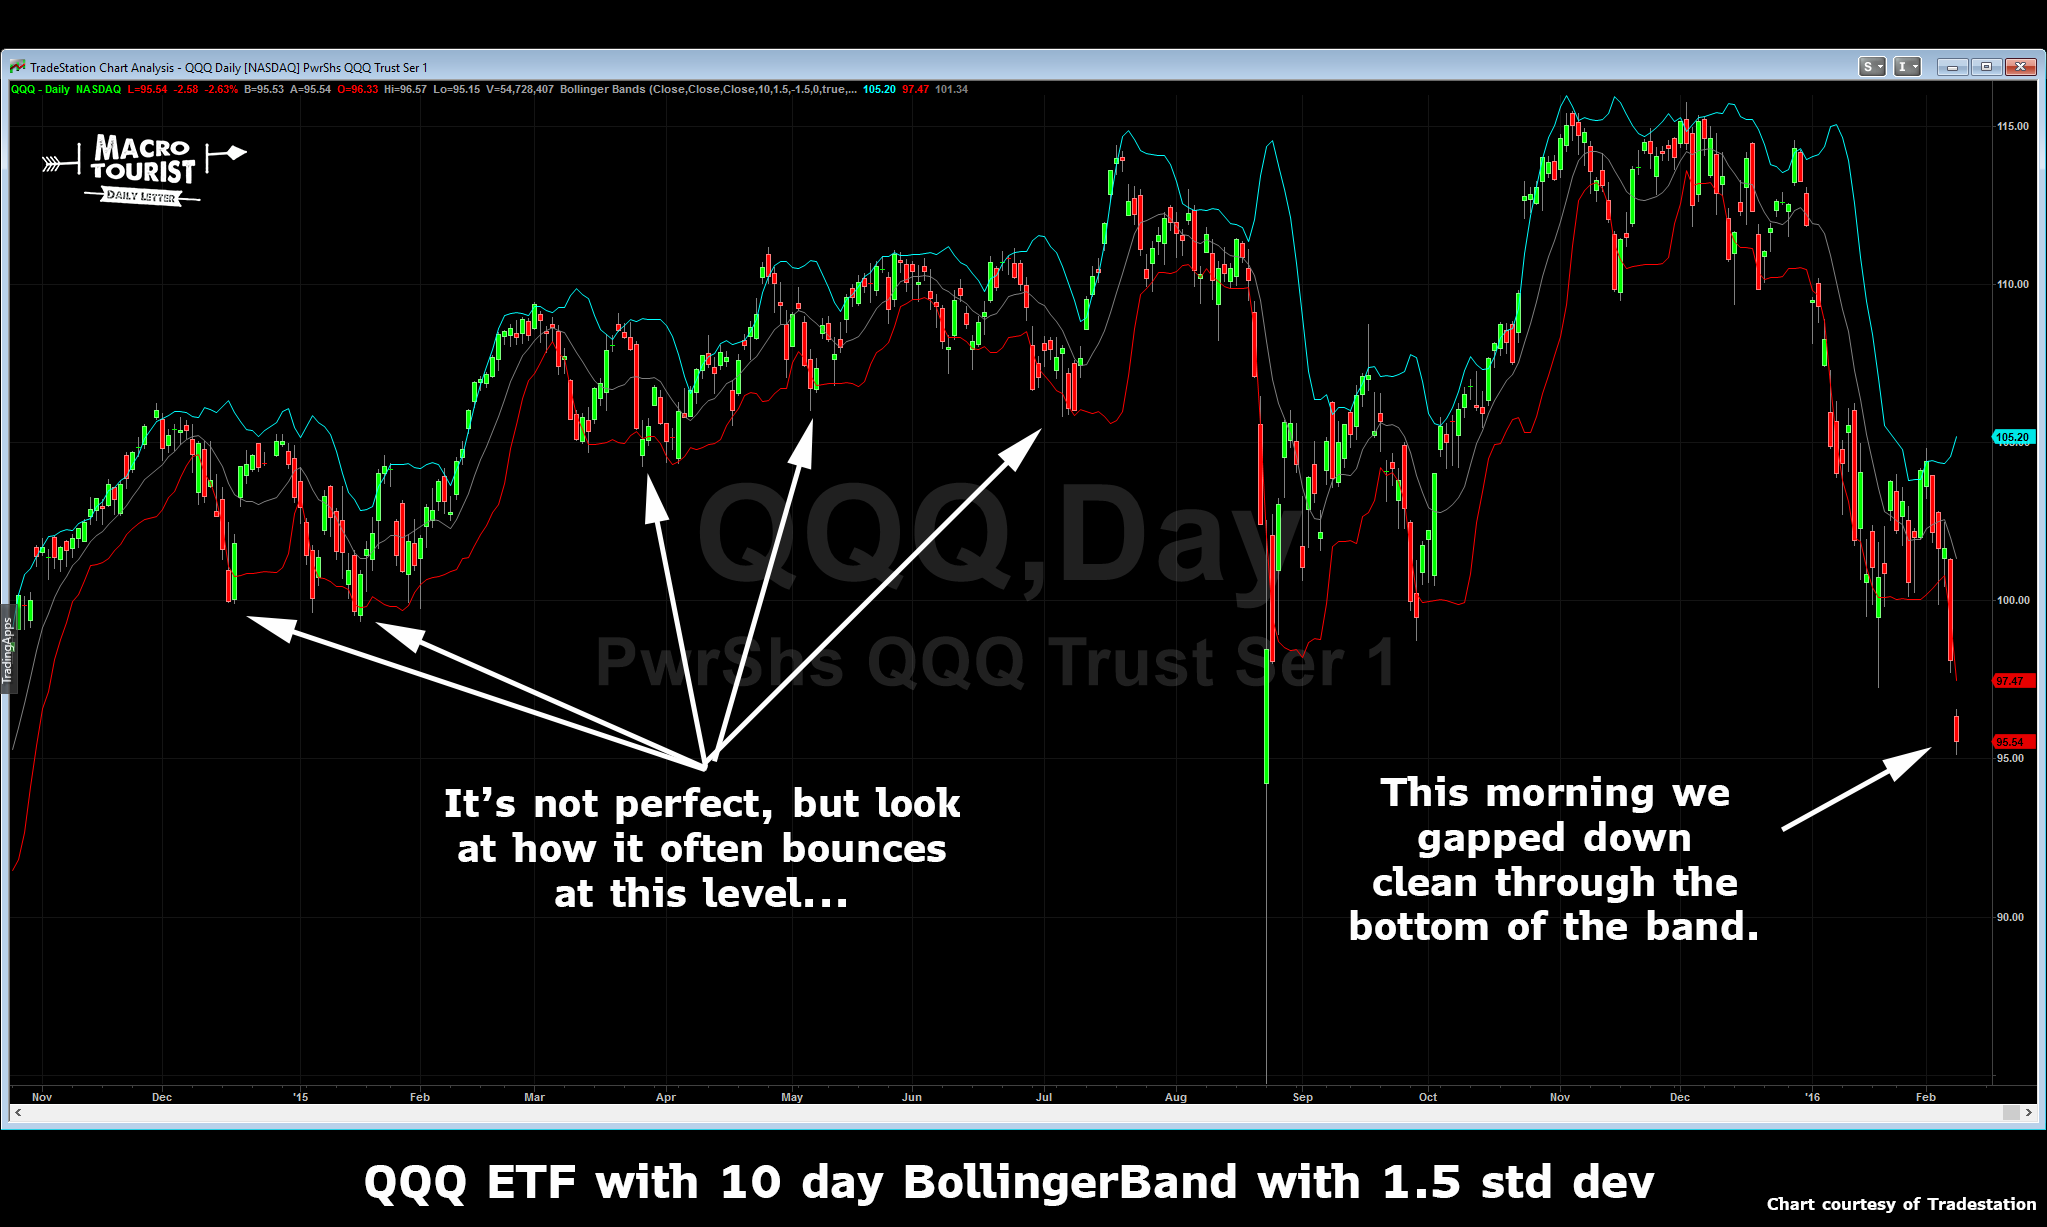 TradeStation Chart Analysis - QQQ Daily [NASDAQ] PwrShs QQQ Trust Ser 1
S
I
QQQ - Daily NASDAQ L=95.54 -2.58 -2.63% B=95.53 A=95.54 O=96.33 Hi=96.57 Lo=95.15 V=54,728,407 Bollinger Bands (Close,Close,Close,10,1.5,-1.5,0,true,... 105.20 97.47 101.34
MACRO
TOURIST
DAILY LETTER
115.00
110.00
105.20
105.00
100.00
97.47
95.54
95.00
90.00
TradingApps
QQQ,Day
PwrShs QQQ Trust Ser 1
It's not perfect, but look
at how it often bounces
at this level...
This morning we
gapped down
clean through the
bottom of the band.
Nov Dec '15 Feb Mar Apr May Jun Jul Aug Sep Oct Nov Dec '16 Feb
QQQ ETF with 10 day BollingerBand with 1.5 std dev
Chart courtesy of Tradestation